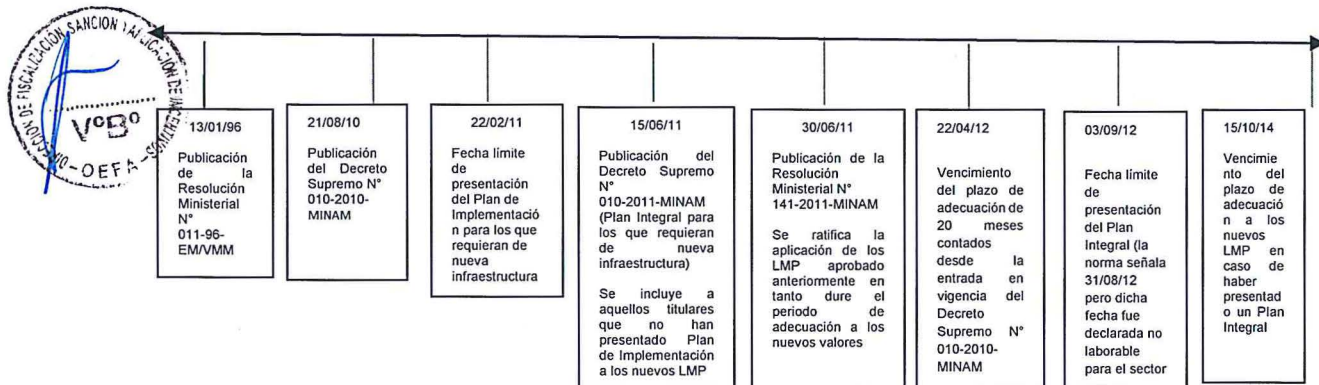 DIRECCIÓN DE FISCALIZACIÓN SANCION Y APLICACIÓN DE INCENTIVOS
VºBº
- OEFA -
13/01/96
Publicación
de la
Resolución
Ministerial
N°
011-96-
EM/VMM
21/08/10
Publicación
del Decreto
Supremo N°
010-2010-
MINAM
22/02/11
Fecha límite
de
presentación
del Plan de
Implementació
n para los que
requieran de
nueva
infraestructura
15/06/11
Publicación del
Decreto Supremo
N°
010-2011-MINAM
(Plan Integral para
los que requieran
de nueva
infraestructura)
Se incluye a
aquellos titulares
que no han
presentado Plan
de Implementación
a los nuevos LMP
30/06/11
Publicación de la
Resolución
Ministerial N°
141-2011-MINAM
Se ratifica la
aplicación de los
LMP aprobado
anteriormente en
tanto dure el
periodo de
adecuación a los
nuevos valores
22/04/12
Vencimiento
del plazo de
adecuación de
20 meses
contados
desde la
entrada en
vigencia del
Decreto
Supremo N°
010-2010-
MINAM
03/09/12
Fecha límite
de
presentación
del Plan
Integral (la
norma señala
31/08/12
pero dicha
fecha fue
declarada no
laborable
para el sector
15/10/14
Vencimie
nto del
plazo de
adecuació
n a los
nuevos
LMP en
caso de
haber
presentad
o un Plan
Integral